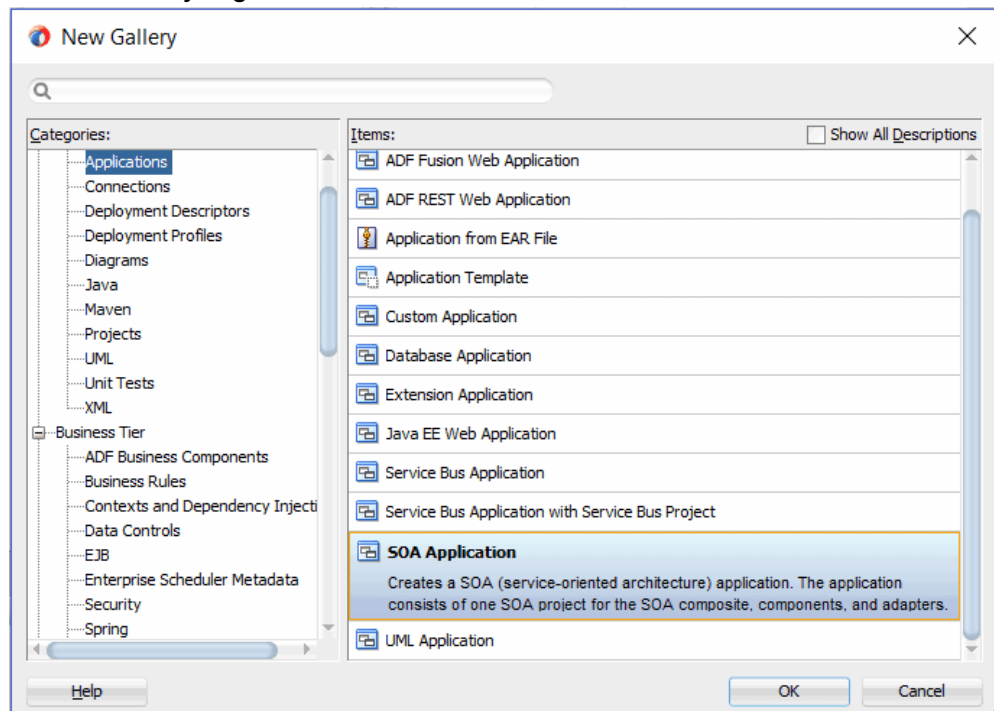 New Gallery
Categories:
Applications
Connections
Deployment Descriptors
Deployment Profiles
Diagrams
Java
Maven
Projects
UML
Unit Tests
XML
Business Tier
ADF Business Components
Business Rules
Contexts and Dependency Injecti
Data Controls
EJB
Enterprise Scheduler Metadata
Security
Spring
Items:
Show All Descriptions
ADF Fusion Web Application
ADF REST Web Application
Application from EAR File
Application Template
Custom Application
Database Application
Extension Application
Java EE Web Application
Service Bus Application
Service Bus Application with Service Bus Project
SOA Application
Creates a SOA (service-oriented architecture) application. The application
consists of one SOA project for the SOA composite, components, and adapters.
UML Application
Help
OK
Cancel